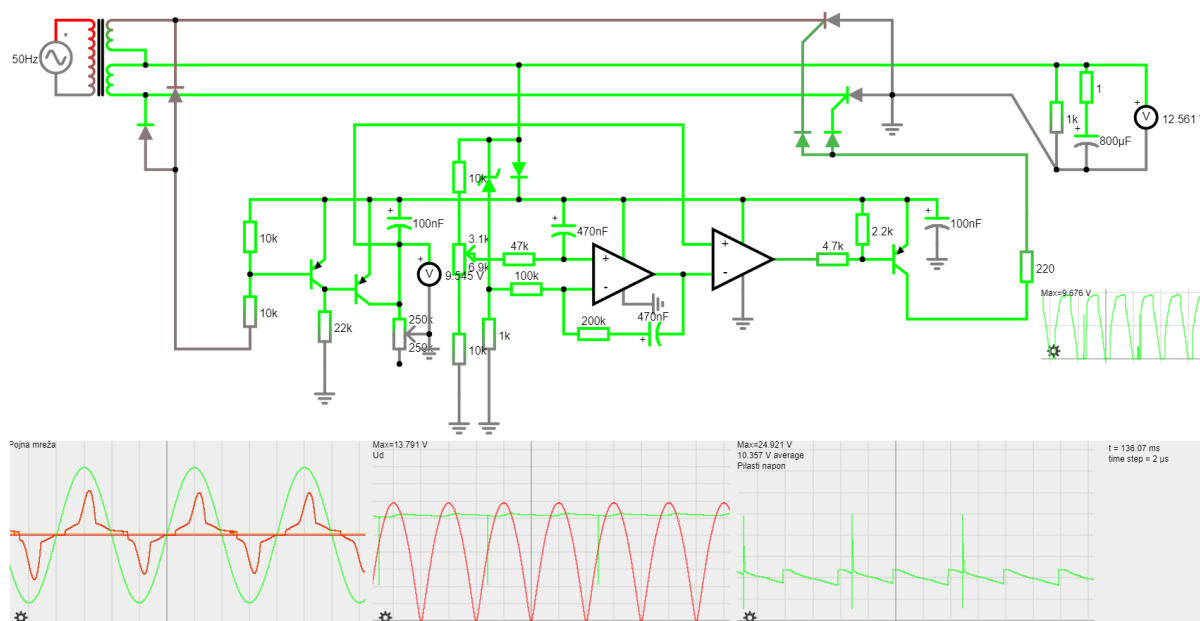 50Hz
*
1
1k
+
800µF
+
V
12.561 V
10k
10k
+
100nF
+
V
9.545 V
22k
250k
250k
10k
3.1k
6.9k
10k
1k
47k
100k
+
470nF
+
-
200k
470nF
+
+
-
4.7k
2.2k
+
100nF
220
Max=9.676 V
Pojna mreža
Max=13.791 V
Ud
Max=24.921 V
10.357 V average
Pilasti napon
t = 136.07 ms
time step = 2 µs